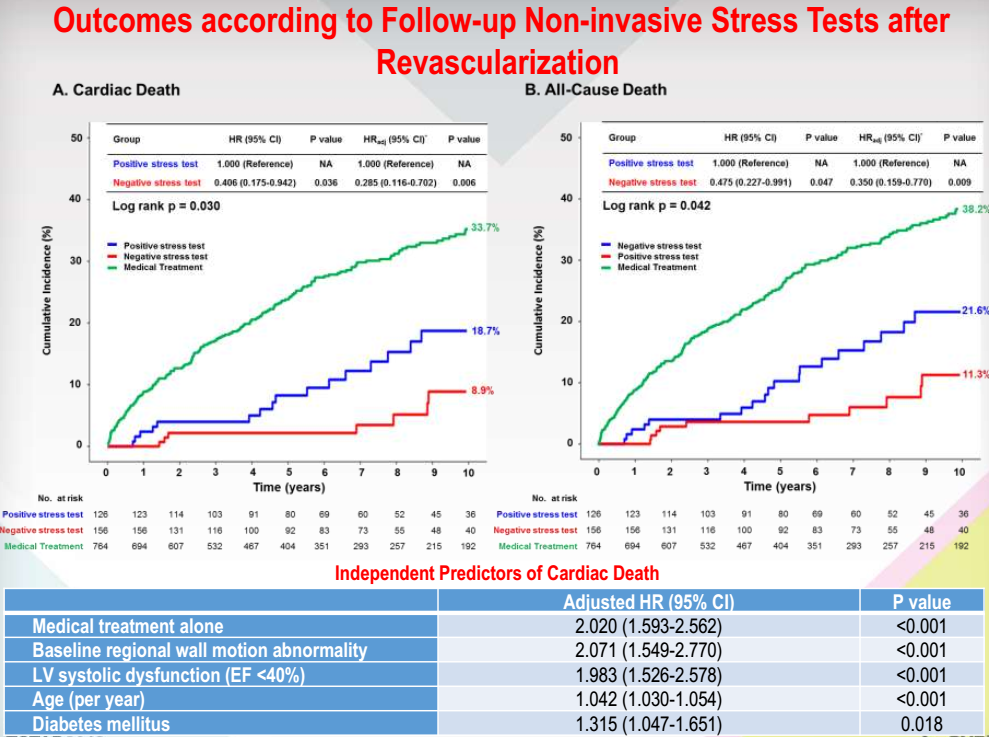 Outcomes according to Follow-up Non-invasive Stress Tests after
Revascularization
A. Cardiac Death
Group HR (95% CI) P value HRadj (95% CI)* P value
Positive stress test 1.000 (Reference) NA 1.000 (Reference) NA
Negative stress test 0.406 (0.175-0.942) 0.036 0.285 (0.116-0.702) 0.006
Log rank p = 0.030
Positive stress test
Negative stress test
Medical Treatment
33.7%
18.7%
8.9%
Cumulative Incidence (%)
50
40
30
20
10
0
0 1 2 3 4 5 6 7 8 9 10
Time (years)
No. at risk
Positive stress test 126 123 114 103 91 80 69 60 52 45 36
Negative stress test 156 156 131 116 100 92 83 73 55 48 40
Medical Treatment 764 694 607 532 467 404 351 293 257 215 192
B. All-Cause Death
Group HR (95% CI) P value HRadj (95% CI)* P value
Positive stress test 1.000 (Reference) NA 1.000 (Reference) NA
Negative stress test 0.475 (0.227-0.991) 0.047 0.350 (0.159-0.770) 0.009
Log rank p = 0.042
Negative stress test
Positive stress test
Medical Treatment
38.2%
21.6%
11.3%
Cumulative Incidence (%)
50
40
30
20
10
0
0 1 2 3 4 5 6 7 8 9 10
Time (years)
No. at risk
Positive stress test 126 123 114 103 91 80 69 60 52 45 36
Negative stress test 156 156 131 116 100 92 83 73 55 48 40
Medical Treatment 764 694 607 532 467 404 351 293 257 215 192
Independent Predictors of Cardiac Death
Adjusted HR (95% CI) P value
Medical treatment alone 2.020 (1.593-2.562) <0.001
Baseline regional wall motion abnormality 2.071 (1.549-2.770) <0.001
LV systolic dysfunction (EF <40%) 1.983 (1.526-2.578) <0.001
Age (per year) 1.042 (1.030-1.054) <0.001
Diabetes mellitus 1.315 (1.047-1.651) 0.018